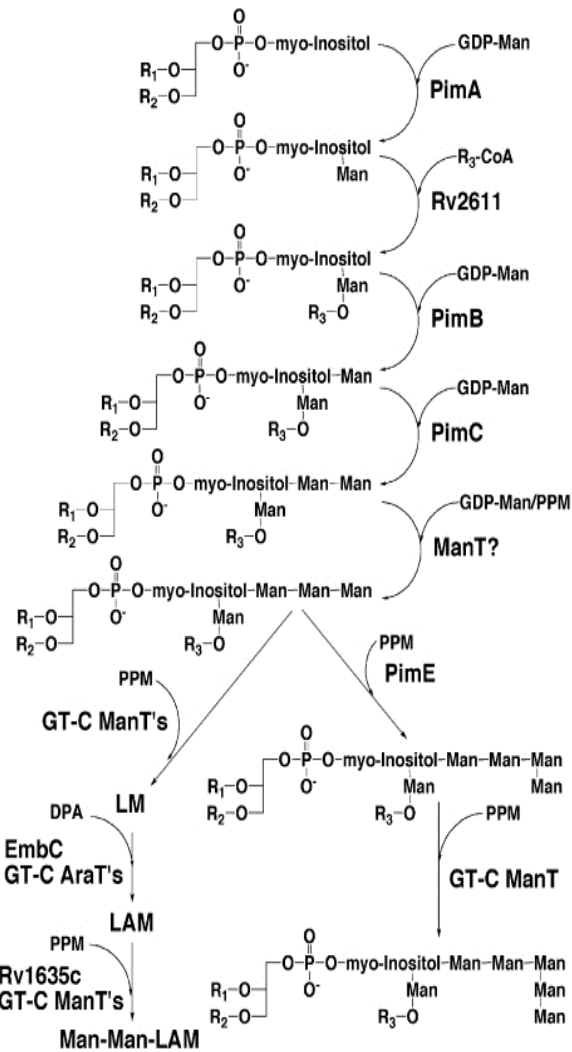 O
O-P-O-myo-Inositol GDP-Man
R1-O O-
R2-O PimA
O
O-P-O-myo-Inositol R3-CoA
R1-O O- Man
R2-O Rv2611
O
O-P-O-myo-Inositol GDP-Man
R1-O O- Man
R2-O R3-O PimB
O
O-P-O-myo-Inositol-Man GDP-Man
R1-O O- Man
R2-O R3-O PimC
O
O-P-O-myo-Inositol-Man-Man GDP-Man/PPM
R1-O O- Man
R2-O R3-O ManT?
O
O-P-O-myo-Inositol-Man-Man-Man
R1-O O- Man
R2-O R3-O PPM
PPM PimE
GT-C ManT's
O
O-P-O-myo-Inositol-Man-Man-Man
R1-O O- Man Man
LM
DPA R2-O R3-O PPM
EmbC
GT-C AraT's GT-C ManT
LAM
PPM O
O-P-O-myo-Inositol-Man-Man-Man
Rv1635c R1-O O- Man Man
GT-C ManT's
R2-O R3-O Man
Man-Man-LAM